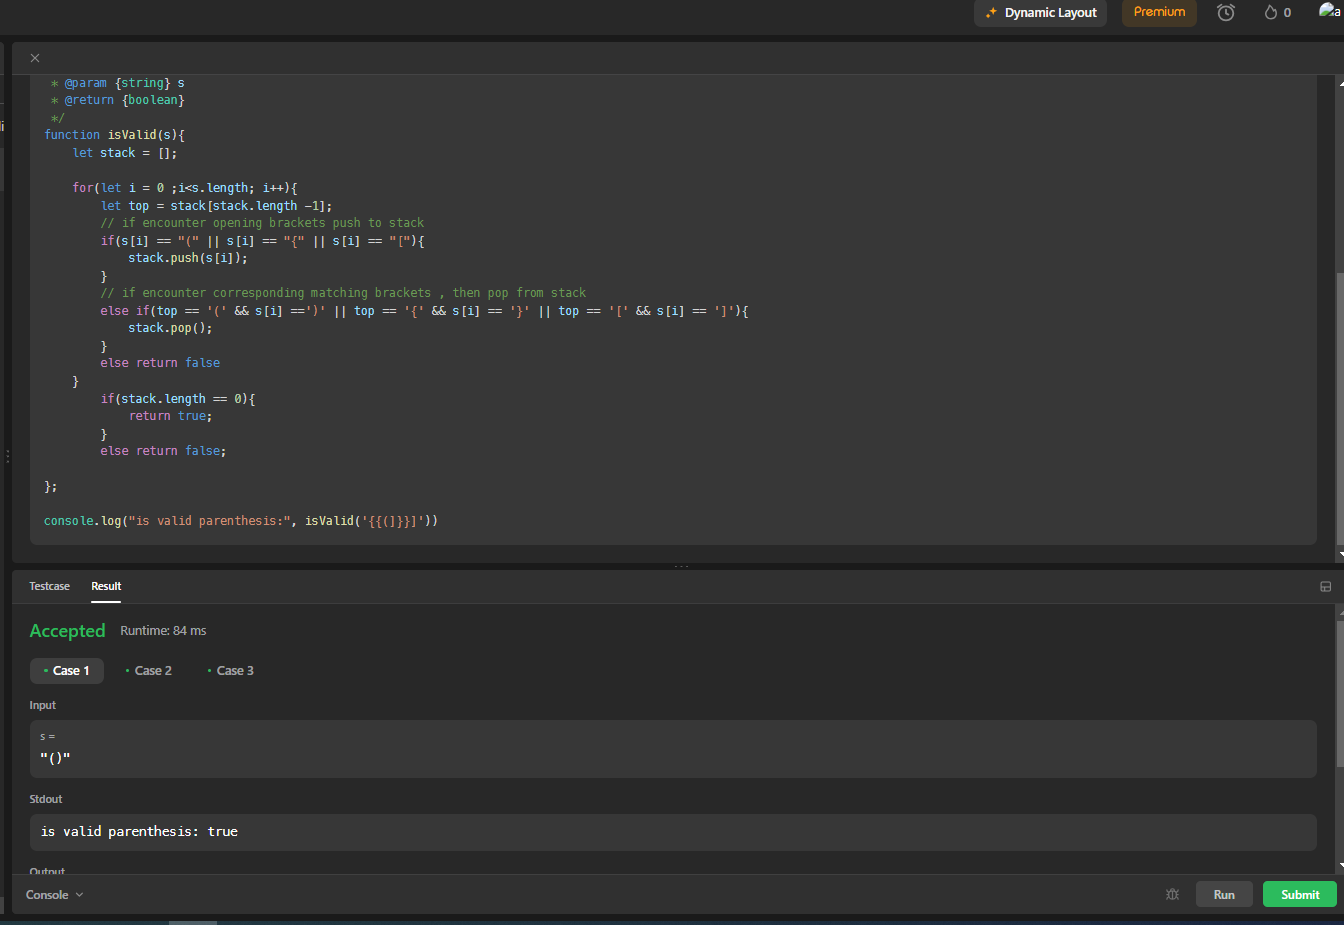 Dynamic Layout
Premium
0
a
* @param {string} s
* @return {boolean}
*/
function isValid(s){
let stack = [];
for(let i = 0 ;i<s.length; i++){
let top = stack[stack.length -1];
// if encounter opening brackets push to stack
if(s[i] == "(" || s[i] == "{" || s[i] == "["){
stack.push(s[i]);
}
// if encounter corresponding matching brackets , then pop from stack
else if(top == '(' && s[i] ==')' || top == '{' && s[i] == '}' || top == '[' && s[i] == ']'){
stack.pop();
}
else return false
}
if(stack.length == 0){
return true;
}
else return false;
};
console.log("is valid parenthesis:", isValid('{{(]}}]'))
Testcase
Result
Accepted
Runtime: 84 ms
Case 1
Case 2
Case 3
Input
s =
"()"
Stdout
is valid parenthesis: true
Output
Console
Run
Submit